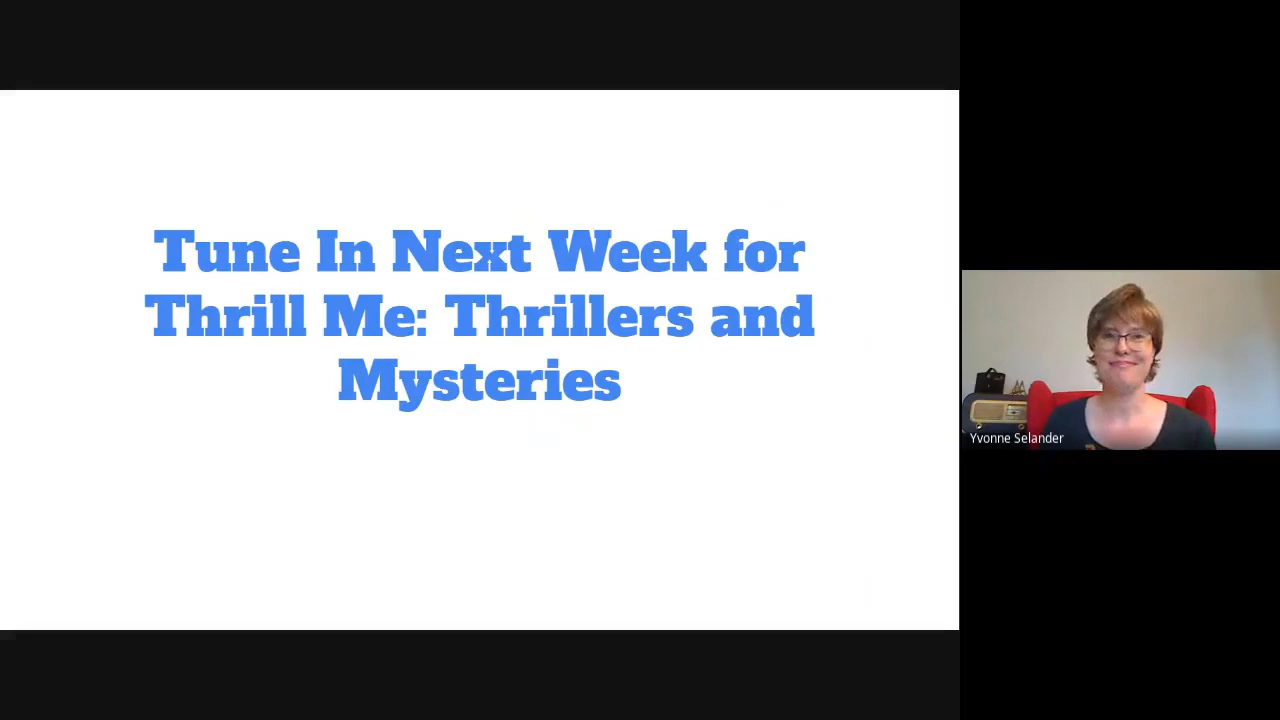 Tune In Next Week for
Thrill Me: Thrillers and
Mysteries
Yvonne Selander